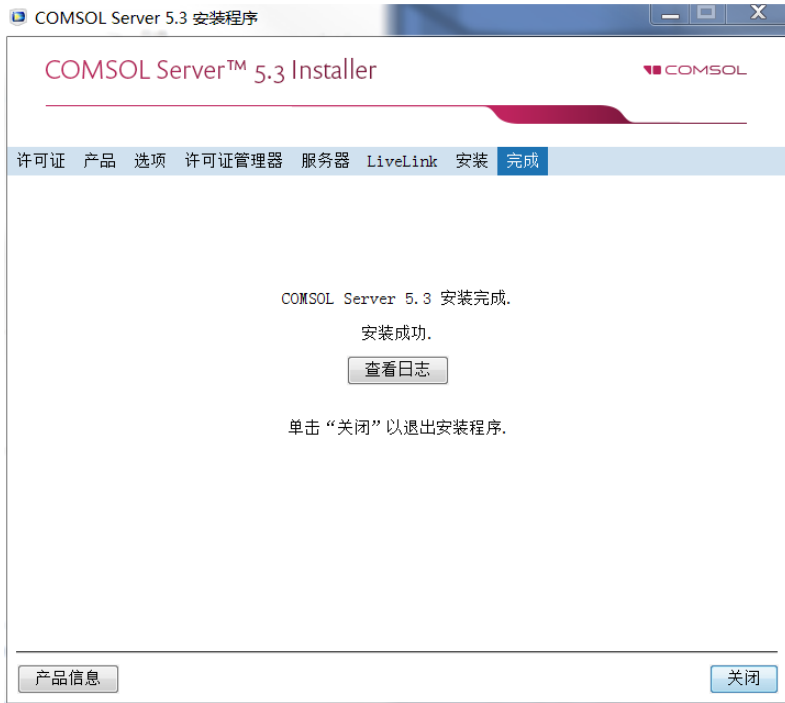 COMSOL Server 5.3 安装程序
COMSOL Server™ 5.3 Installer
COMSOL
许可证 产品 选项 许可证管理器 服务器 LiveLink 安装 完成
COMSOL Server 5.3 安装完成.
安装成功.
查看日志
单击“关闭”以退出安装程序.
产品信息 关闭